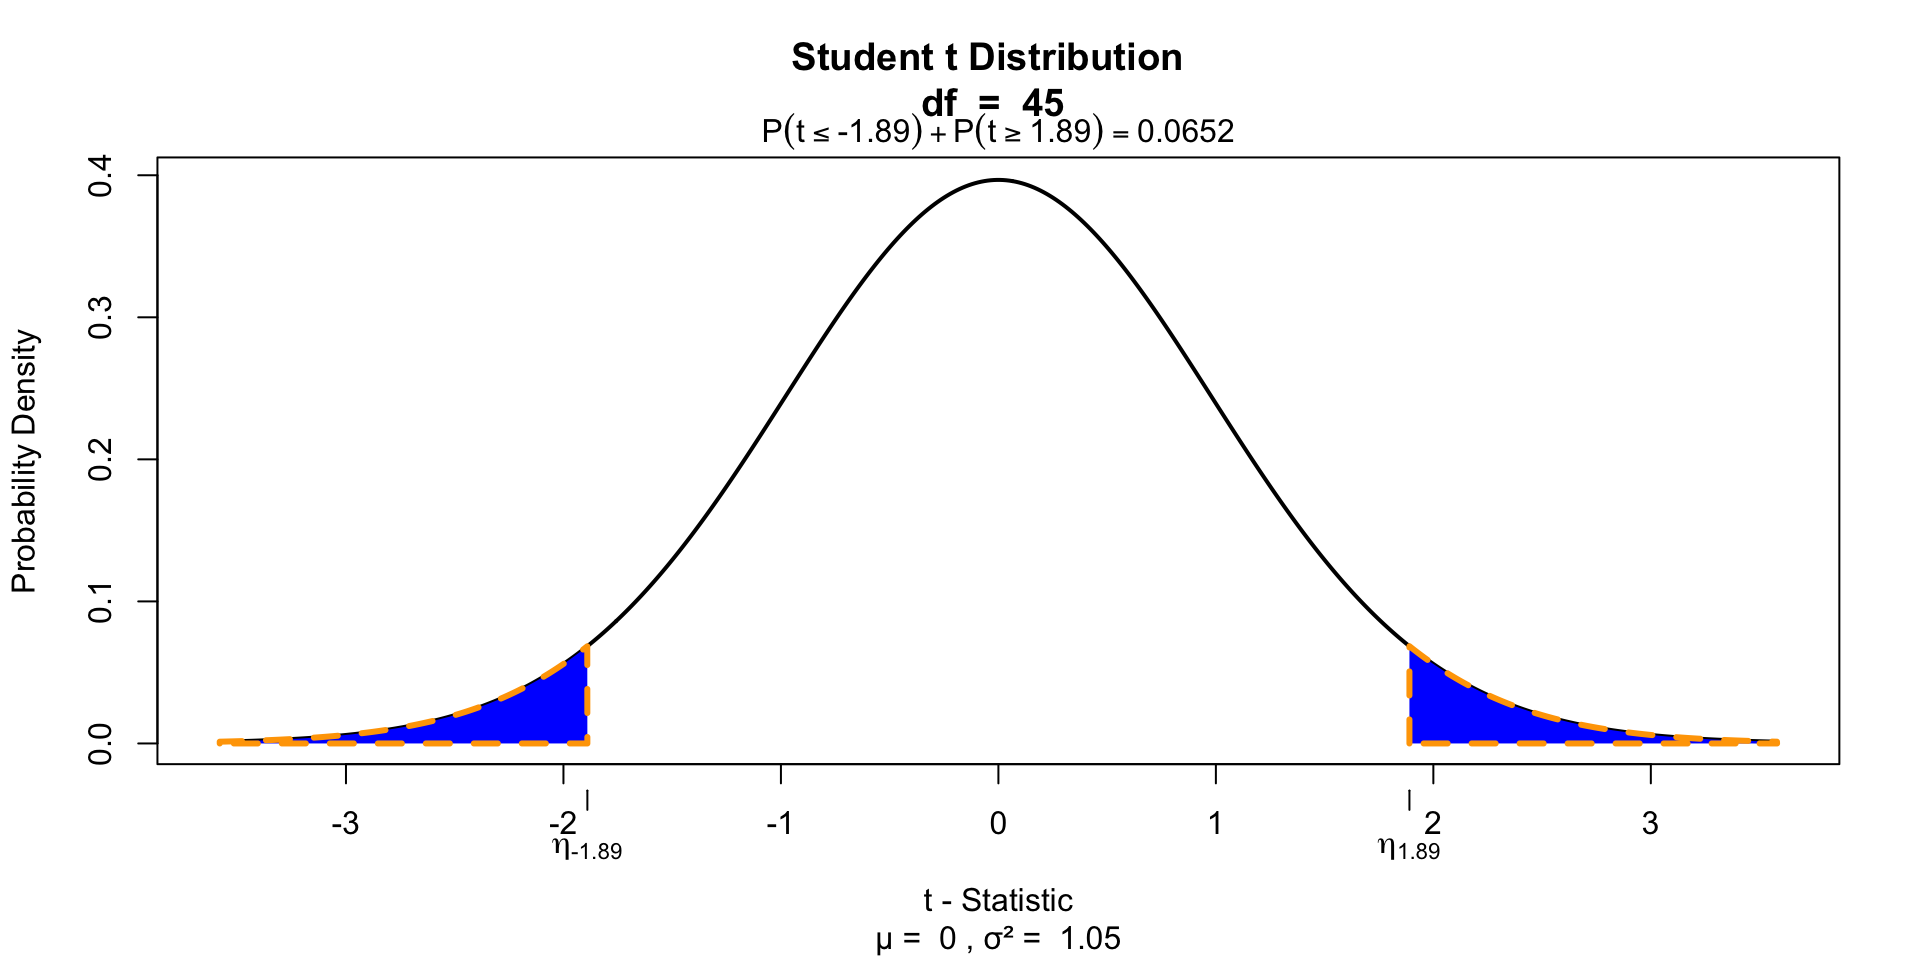 Student t Distribution
df = 45
P(t ≤ -1.89) + P(t ≥ 1.89) = 0.0652
Probability Density
0.4
0.3
0.2
0.1
0.0
-3 -2 -1 0 1 2 3
η-1.89 η1.89
t - Statistic
μ = 0 , σ² = 1.05